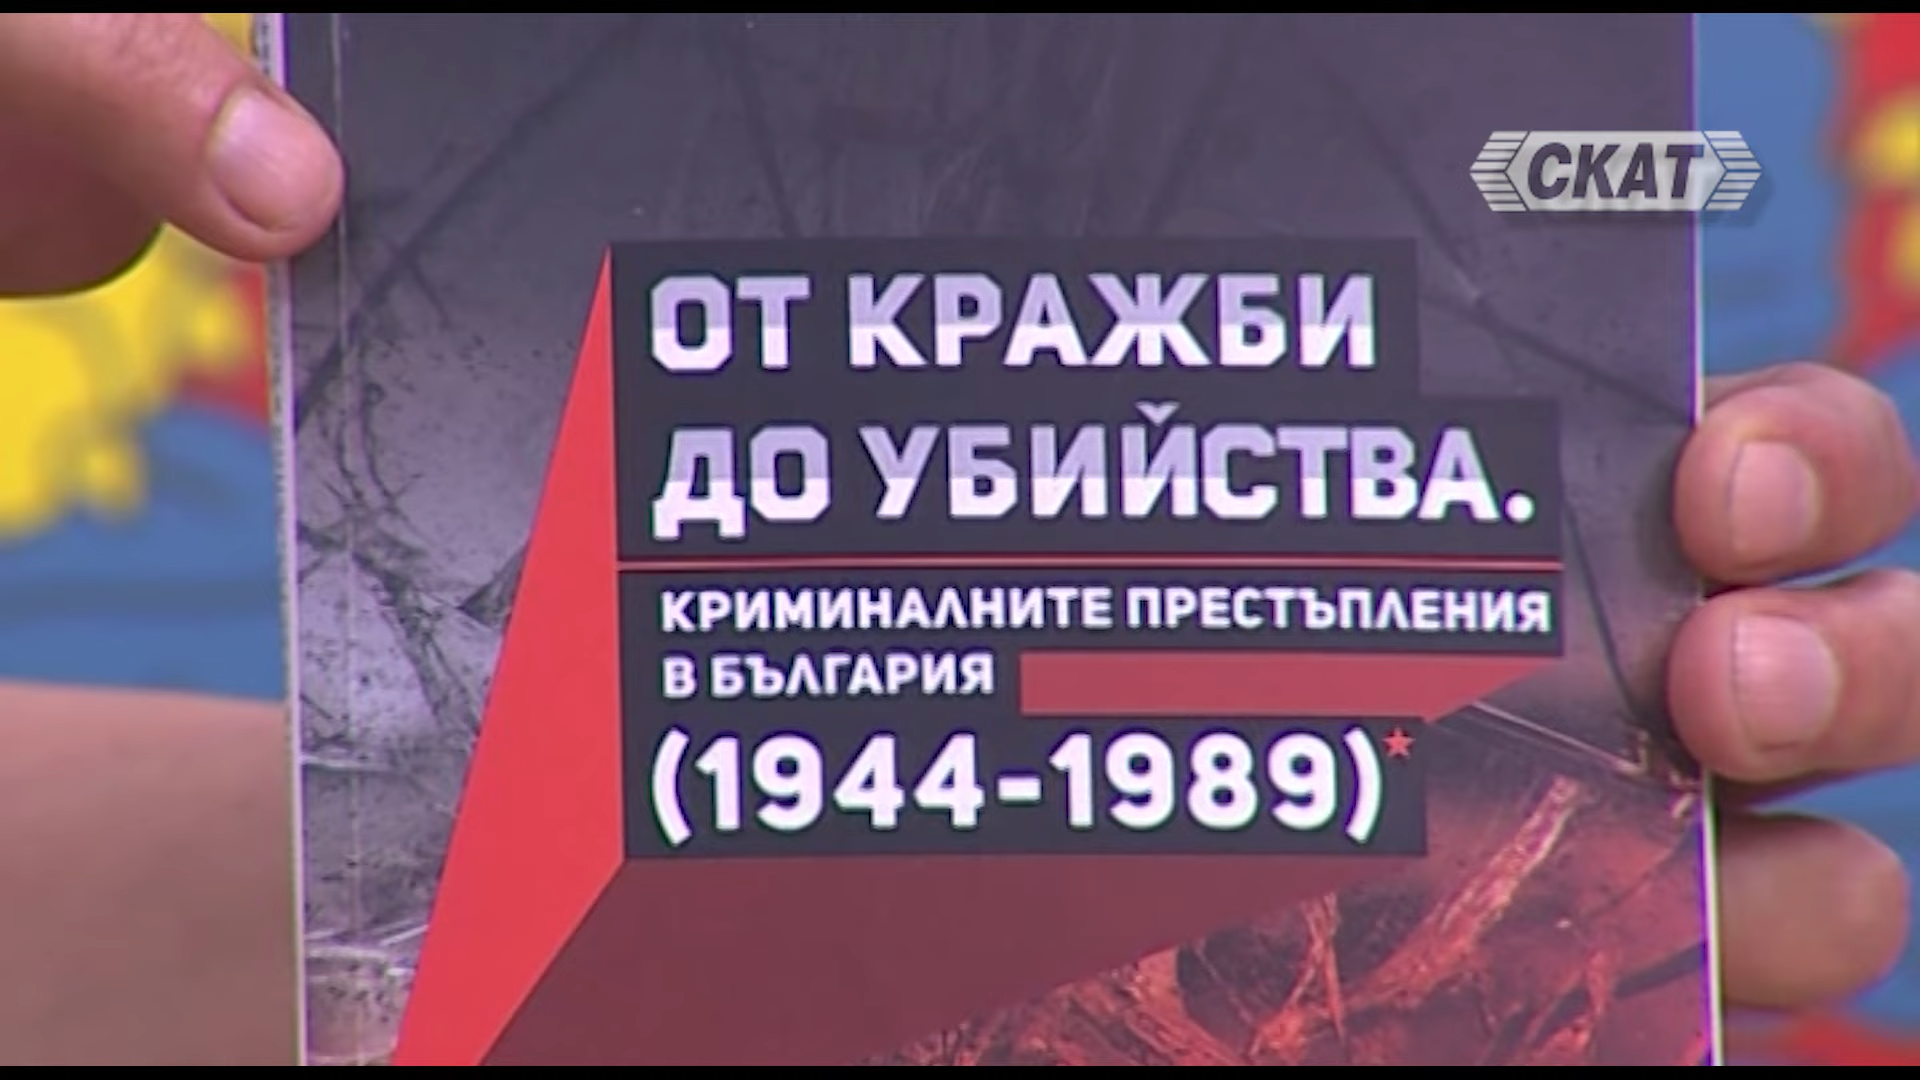 СКАТ
ОТ КРАЖБИ
ДО УБИЙСТВА.
КРИМИНАЛНИТЕ ПРЕСТЪПЛЕНИЯ
В БЪЛГАРИЯ
(1944-1989)*